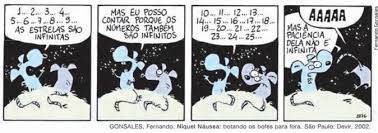 1... 2... 3... 4...
5... 6... 7... 8... 9...
AS ESTRELAS SÃO
INFINITAS
MAS EU POSSO
CONTAR PORQUE OS
NÚMEROS TAMBÉM
SÃO INFINITOS
10... 11... 12... 13...
14... 15... 16... 17... 18...
19... 20... 21... 22...
23... 24... 25...
AAAAA
MAS A
PACIÊNCIA
DELA NÃO É
INFINITA
Fernando Gonsales
GONSALES, Fernando. Níquel Náusea: botando os bofes para fora. São Paulo: Devir, 2002.